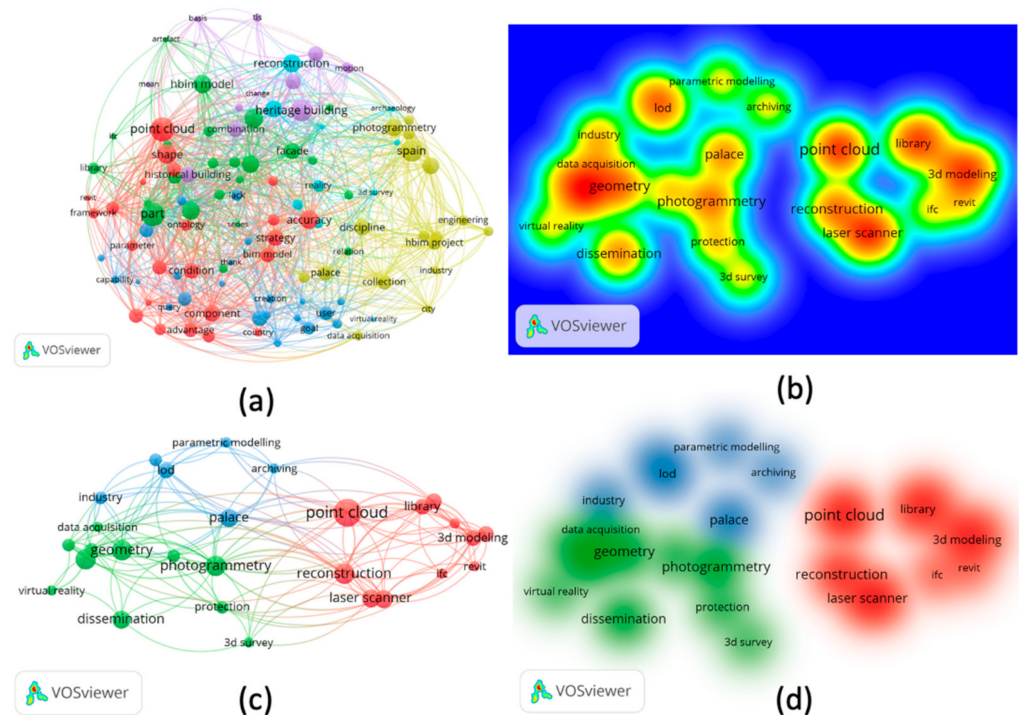 basis
tls
artefact
reconstruction
motion
mean
hbim model
change
heritage building
archaeology
point cloud
combination
photogrammetry
ifc
shape
facade
spain
library
historical building
reality
3d survey
revit
lack
framework
part
accuracy
engineering
ontology
series
discipline
parameter
strategy
hbim project
bim model
relation
thank
condition
palace
industry
capability
collection
creation
query
component
user
virtual reality
city
advantage
country
goal
data acquisition
VOSviewer
(a)
parametric modelling
lod
archiving
industry
point cloud
library
data acquisition
palace
geometry
3d modeling
photogrammetry
reconstruction
ifc
revit
virtual reality
laser scanner
protection
dissemination
3d survey
VOSviewer
(b)
parametric modelling
lod
archiving
industry
library
palace
point cloud
data acquisition
3d modeling
geometry
photogrammetry
reconstruction
ifc
revit
virtual reality
laser scanner
protection
dissemination
3d survey
VOSviewer
(c)
parametric modelling
lod
archiving
industry
library
palace
point cloud
data acquisition
3d modeling
geometry
photogrammetry
reconstruction
ifc
revit
virtual reality
laser scanner
protection
dissemination
3d survey
VOSviewer
(d)